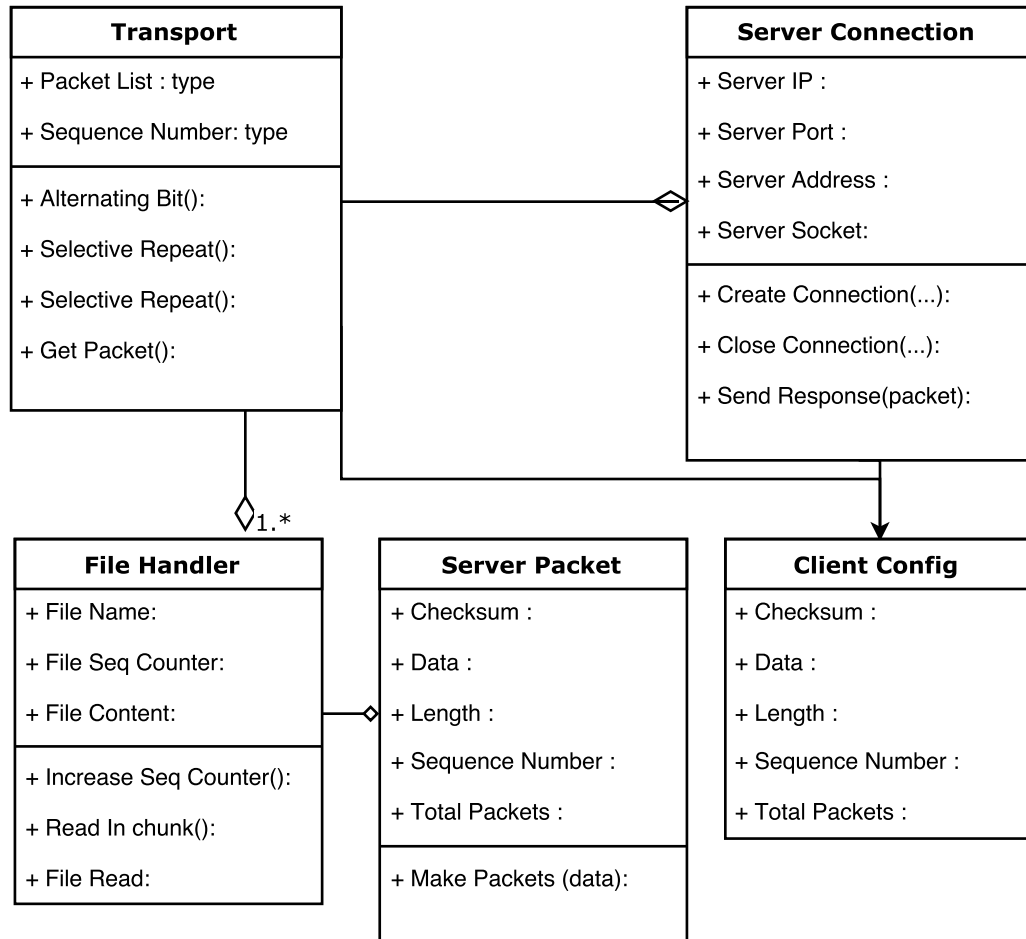 Transport
+ Packet List : type
+ Sequence Number: type
+ Alternating Bit():
+ Selective Repeat():
+ Selective Repeat():
+ Get Packet():
Server Connection
+ Server IP :
+ Server Port :
+ Server Address :
+ Server Socket:
+ Create Connection(...):
+ Close Connection(...):
+ Send Response(packet):
1.*
File Handler
+ File Name:
+ File Seq Counter:
+ File Content:
+ Increase Seq Counter():
+ Read In chunk():
+ File Read:
Server Packet
+ Checksum :
+ Data :
+ Length :
+ Sequence Number :
+ Total Packets :
+ Make Packets (data):
Client Config
+ Checksum :
+ Data :
+ Length :
+ Sequence Number :
+ Total Packets :